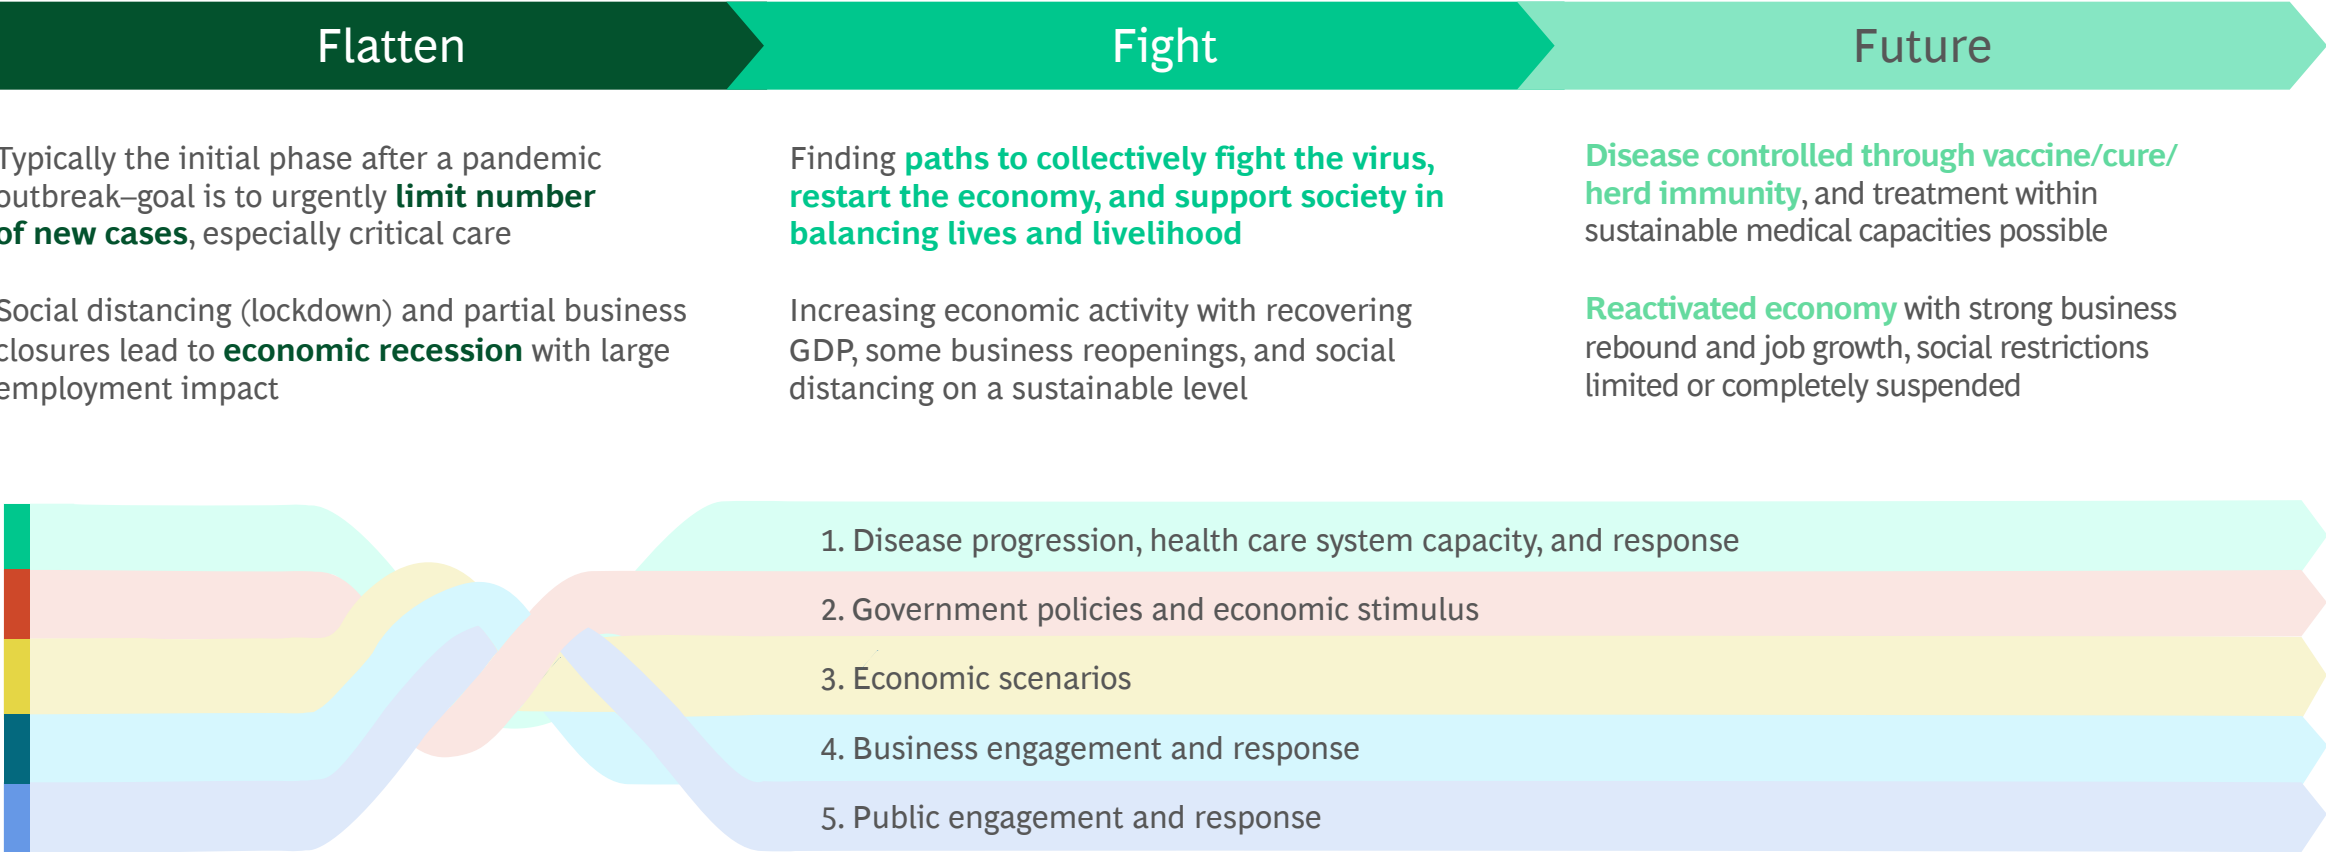 Flatten
Fight
Future
Typically the initial phase after a pandemic
outbreak–goal is to urgently limit number
of new cases, especially critical care
Social distancing (lockdown) and partial business
closures lead to economic recession with large
employment impact
Finding paths to collectively fight the virus,
restart the economy, and support society in
balancing lives and livelihood
Increasing economic activity with recovering
GDP, some business reopenings, and social
distancing on a sustainable level
Disease controlled through vaccine/cure/
herd immunity, and treatment within
sustainable medical capacities possible
Reactivated economy with strong business
rebound and job growth, social restrictions
limited or completely suspended
1. Disease progression, health care system capacity, and response
2. Government policies and economic stimulus
3. Economic scenarios
4. Business engagement and response
5. Public engagement and response